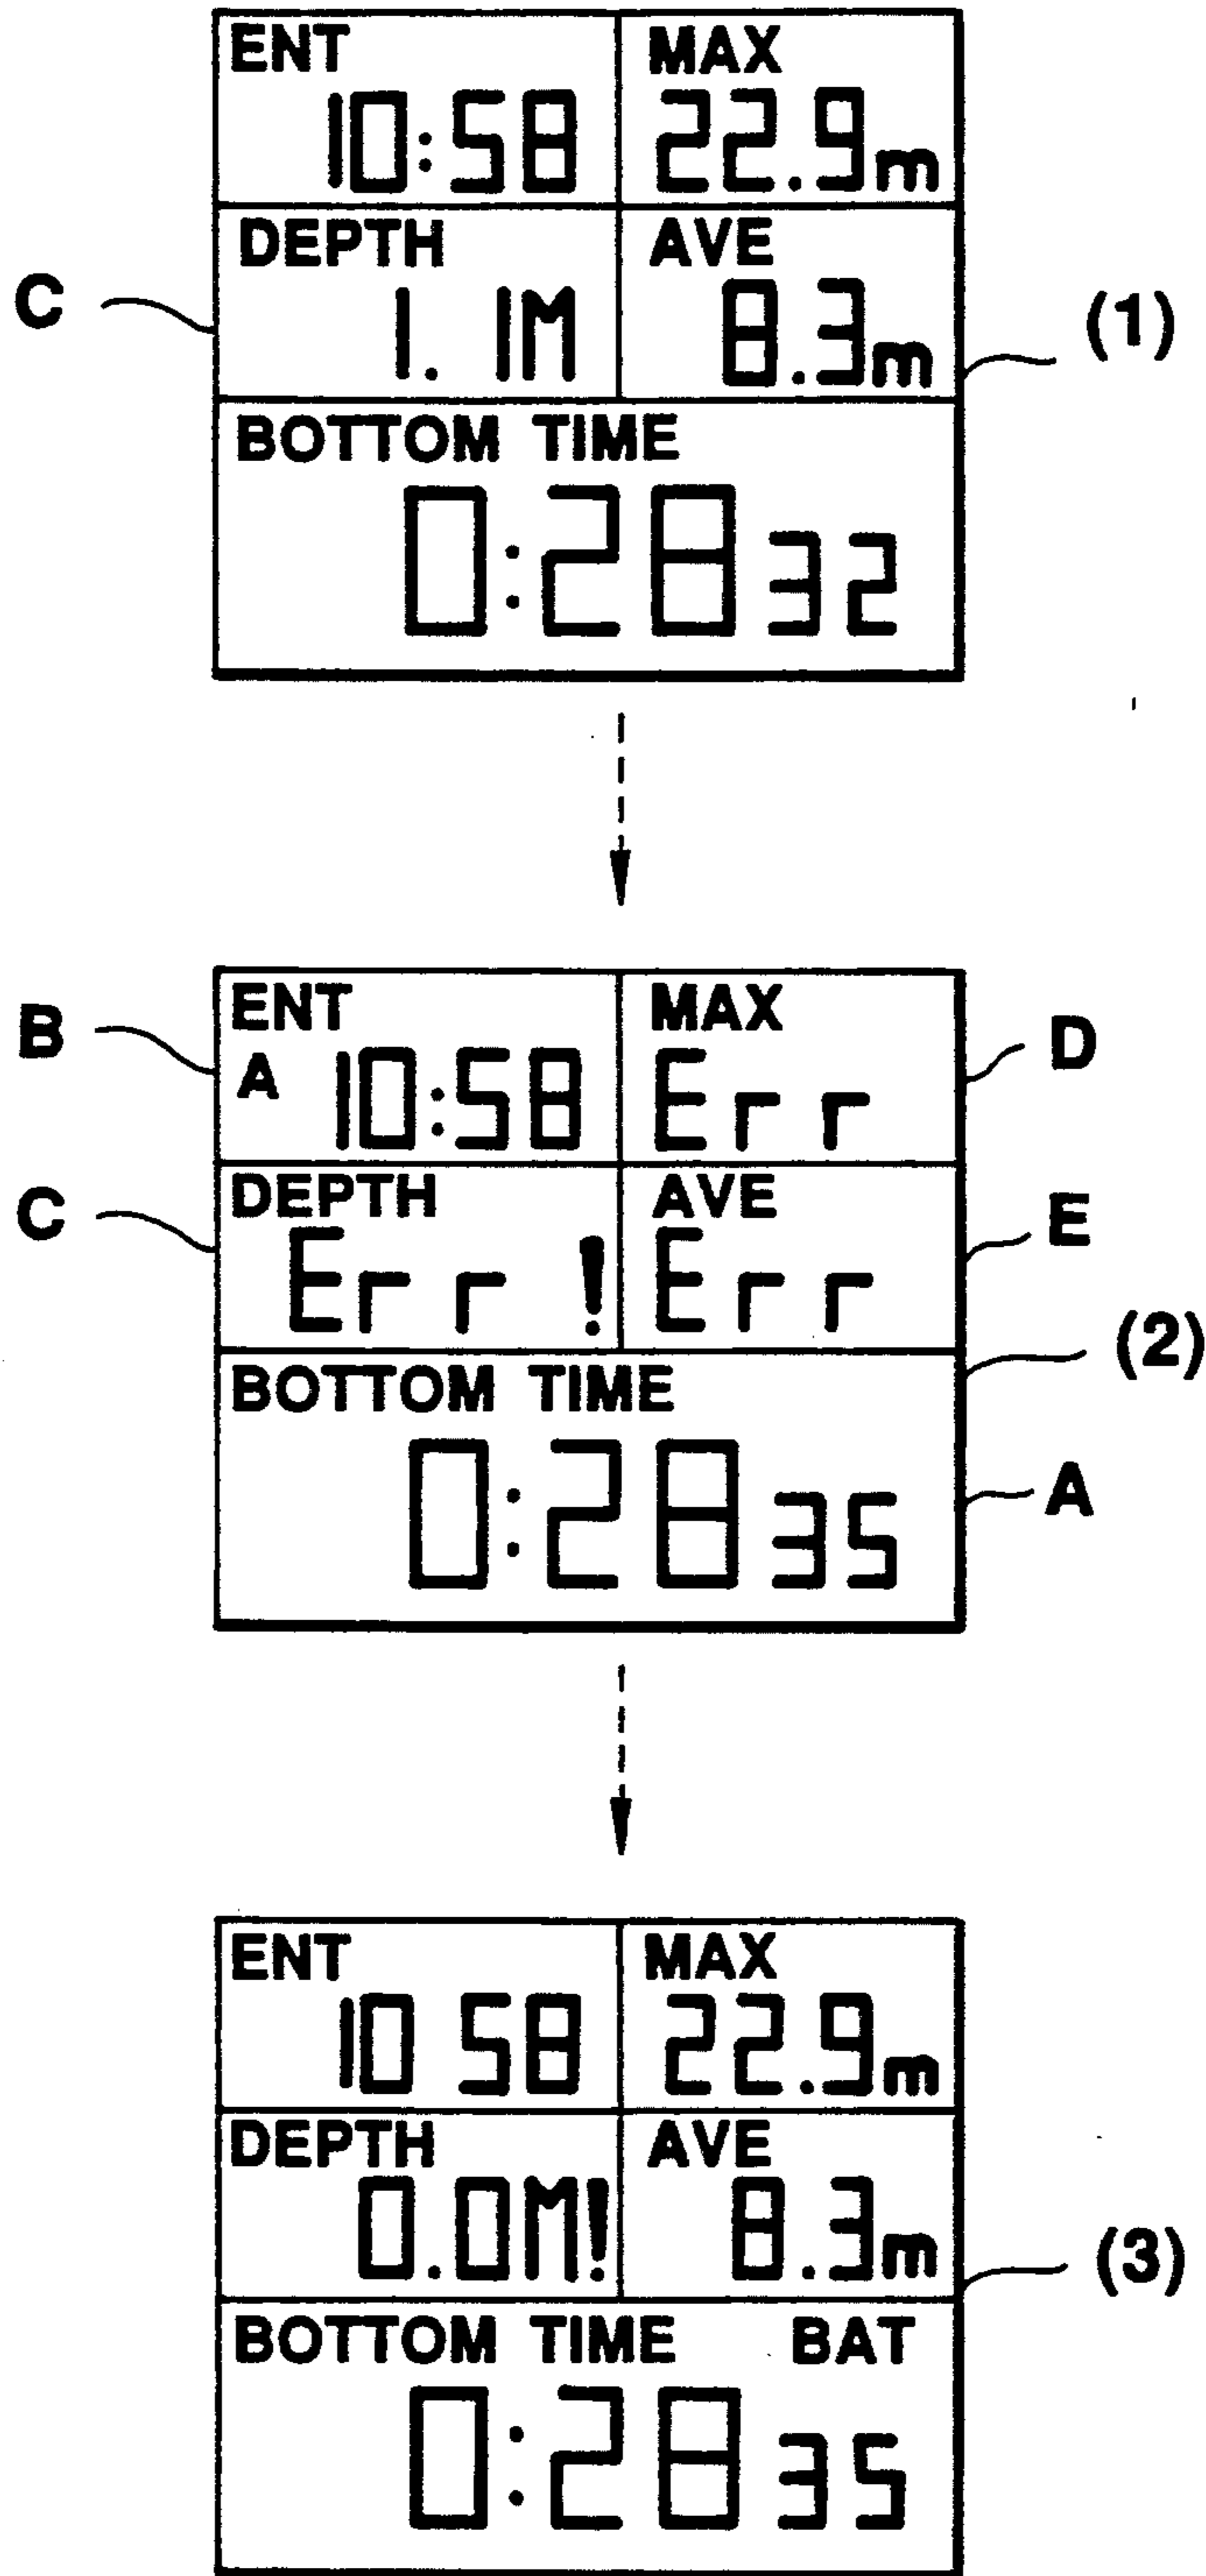 ENT MAX
10:58 22.9m
DEPTH AVE
C 1.1M 8.3m (1)
BOTTOM TIME
0:28 32
ENT MAX
B A 10:58 Err D
DEPTH AVE
C Err ! Err E
(2)
BOTTOM TIME
0:28 35 A
ENT MAX
10 58 22.9m
DEPTH AVE
0.0M! 8.3m (3)
BOTTOM TIME BAT
0:28 35